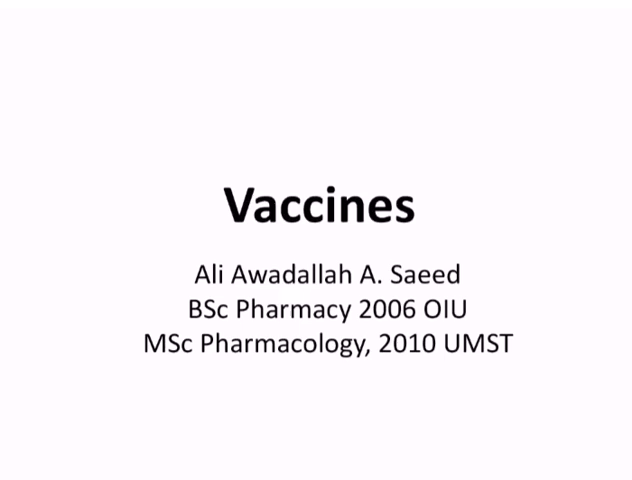 Vaccines
Ali Awadallah A. Saeed
BSc Pharmacy 2006 OIU
MSc Pharmacology, 2010 UMST